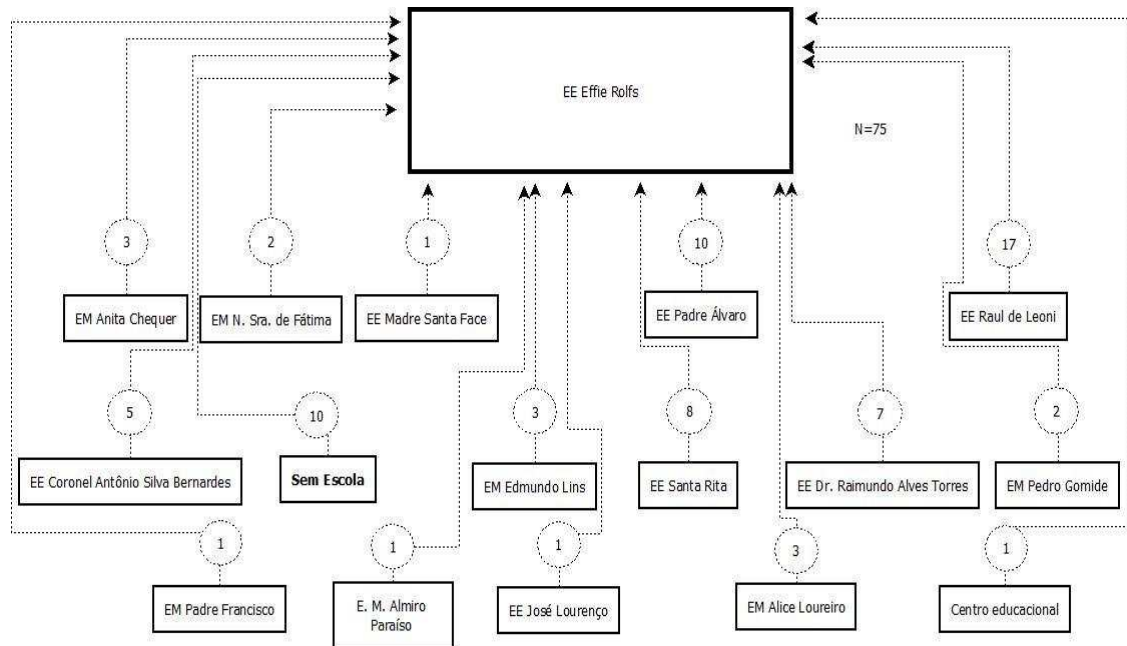 EE Effie Rolfs
N=75
3
2
1
10
17
EM Anita Chequer
EM N. Sra. de Fátima
EE Madre Santa Face
EE Padre Álvaro
EE Raul de Leoni
5
10
3
8
7
2
EE Coronel Antônio Silva Bernardes
Sem Escola
EM Edmundo Lins
EE Santa Rita
EE Dr. Raimundo Alves Torres
EM Pedro Gomide
1
1
1
3
1
EM Padre Francisco
E. M. Almiro
Paraíso
EE José Lourenço
EM Alice Loureiro
Centro educacional